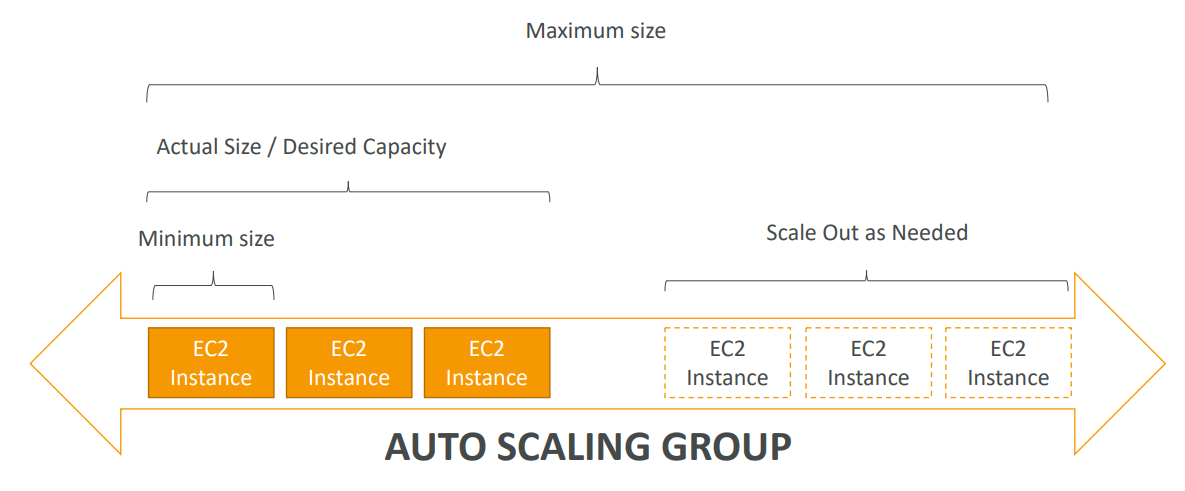 Maximum size
Actual Size / Desired Capacity
Minimum size
Scale Out as Needed
EC2
Instance
EC2
Instance
EC2
Instance
EC2
Instance
EC2
Instance
EC2
Instance
AUTO SCALING GROUP